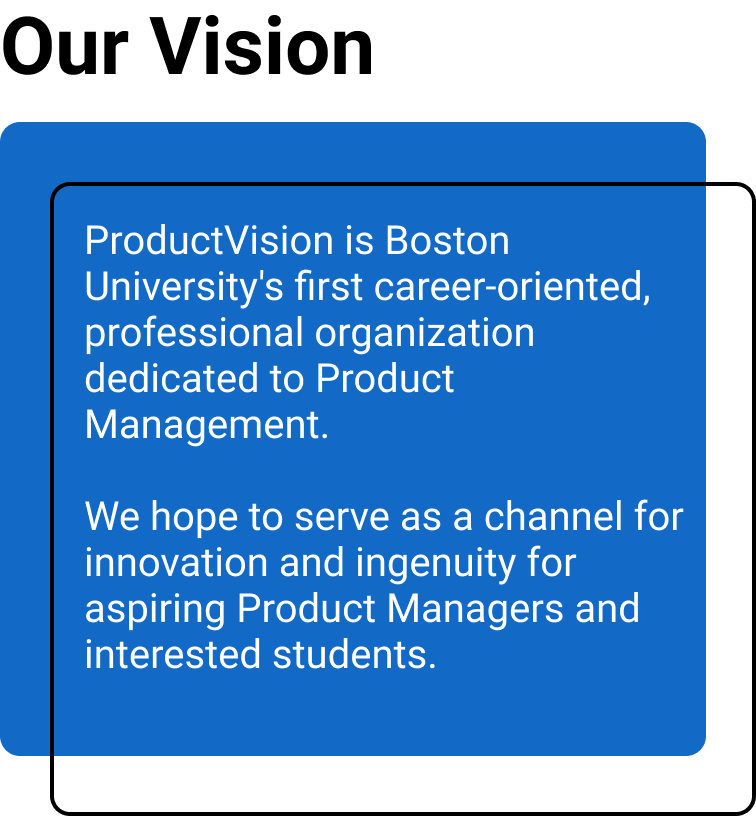 Our Vision
ProductVision is Boston
University's first career-oriented,
professional organization
dedicated to Product
Management.
We hope to serve as a channel for
innovation and ingenuity for
aspiring Product Managers and
interested students.